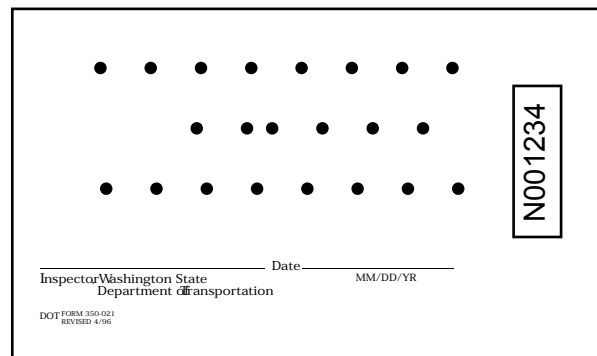 N001234
Date
Inspector, Washington State MM/DD/YR
Department of Transportation
DOT FORM 350-021
REVISED 4/96